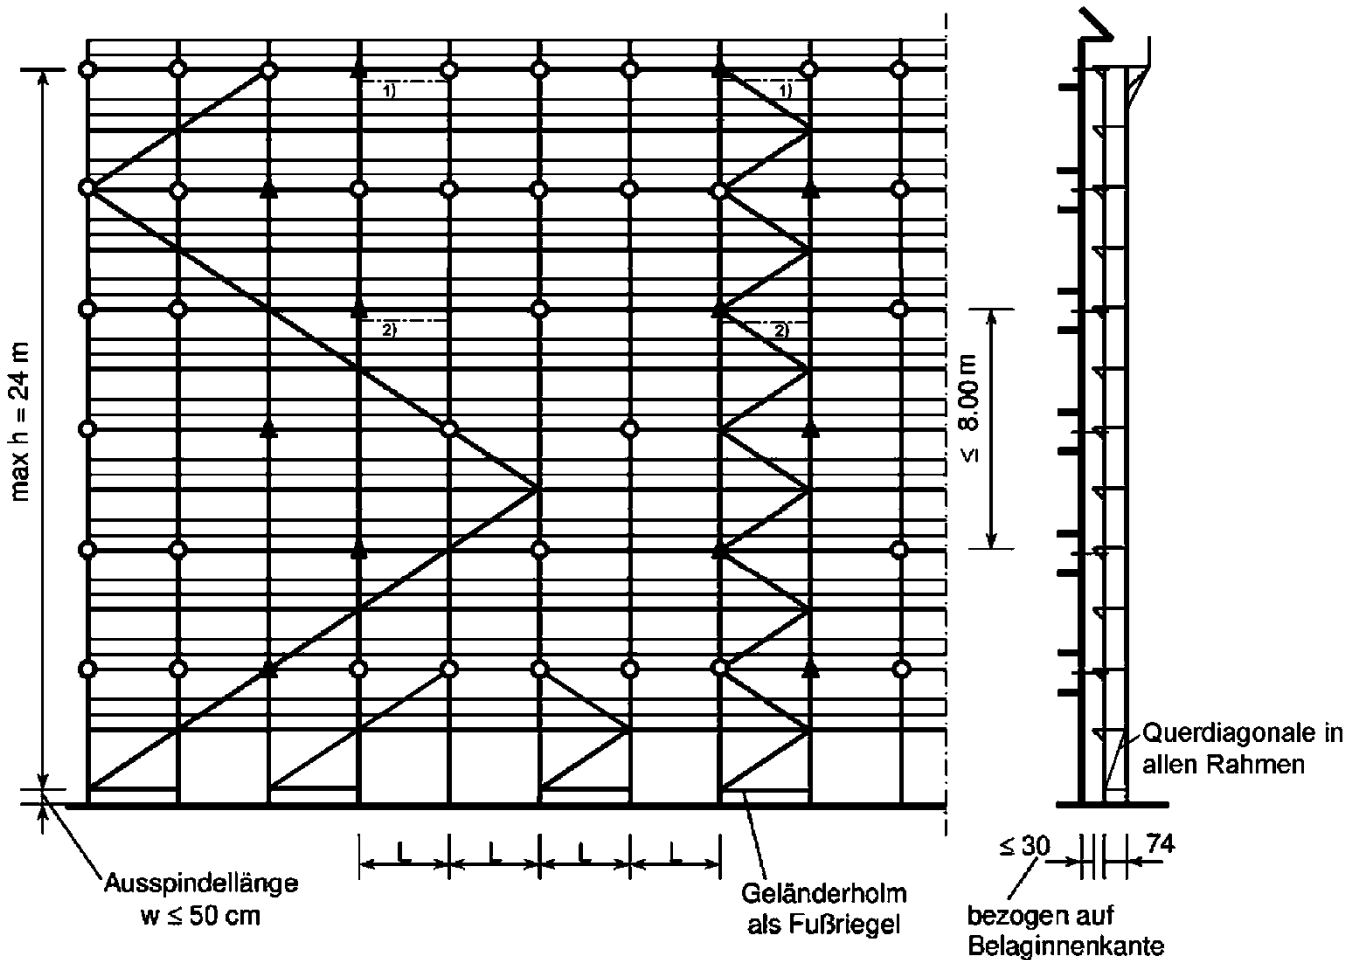 1)
1)
2)
2)
max h = 24 m
≤ 8.00 m
Querdiagonale in
allen Rahmen
L
L
L
L
≤ 30
74
Ausspindellänge
w ≤ 50 cm
Geländerholm
als Fußriegel
bezogen auf
Belaginnenkante